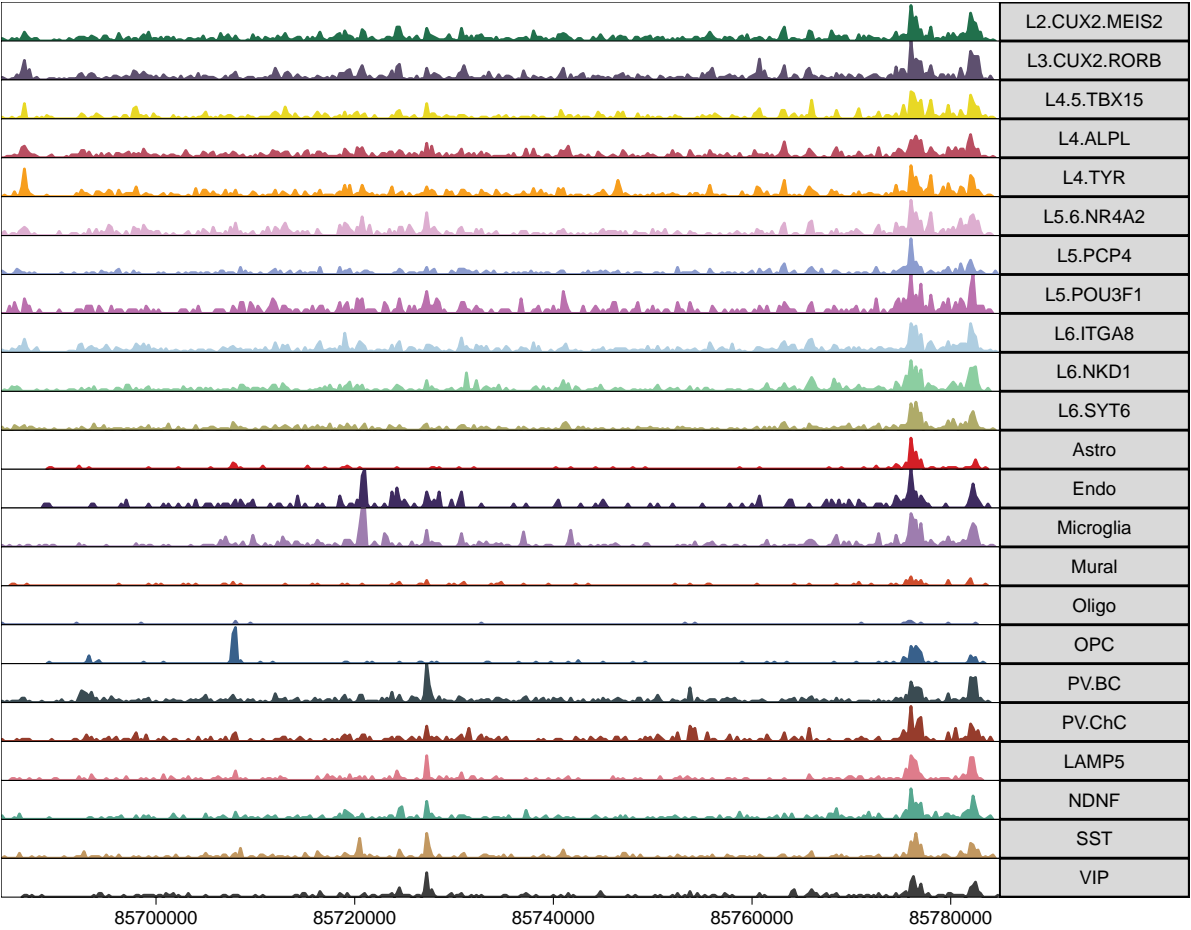 L2.CUX2.MEIS2
L3.CUX2.RORB
L4.5.TBX15
L4.ALPL
L4.TYR
L5.6.NR4A2
L5.PCP4
L5.POU3F1
L6.ITGA8
L6.NKD1
L6.SYT6
Astro
Endo
Microglia
Mural
Oligo
OPC
PV.BC
PV.ChC
LAMP5
NDNF
SST
VIP
85700000 85720000 85740000 85760000 85780000